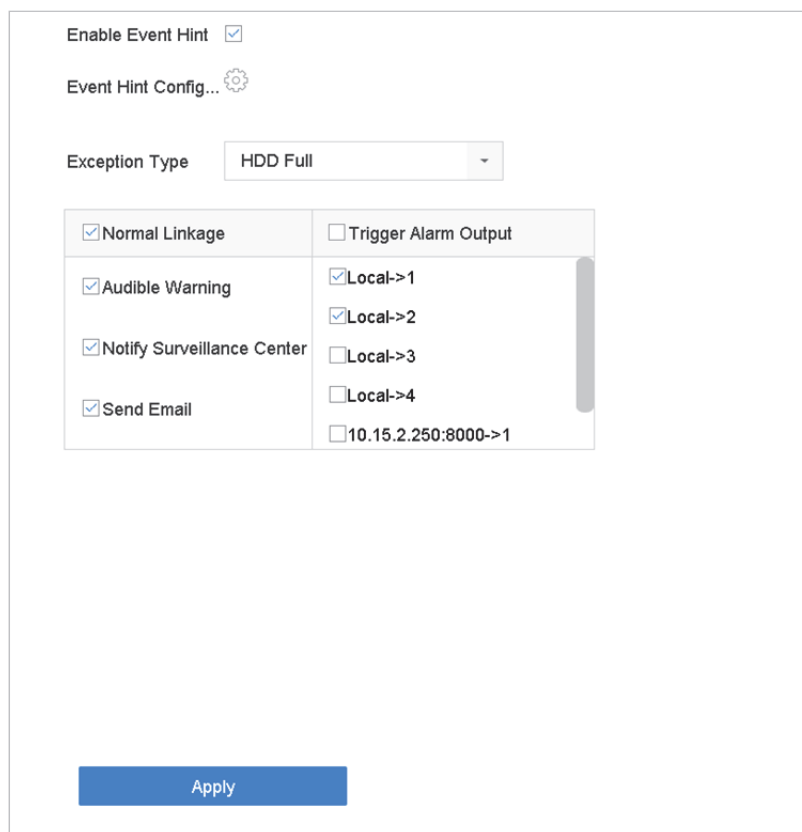 Enable Event Hint
Event Hint Config...
Exception Type HDD Full
Normal Linkage Trigger Alarm Output
Audible Warning
Notify Surveillance Center
Send Email
Local->1
Local->2
Local->3
Local->4
10.15.2.250:8000->1
Apply